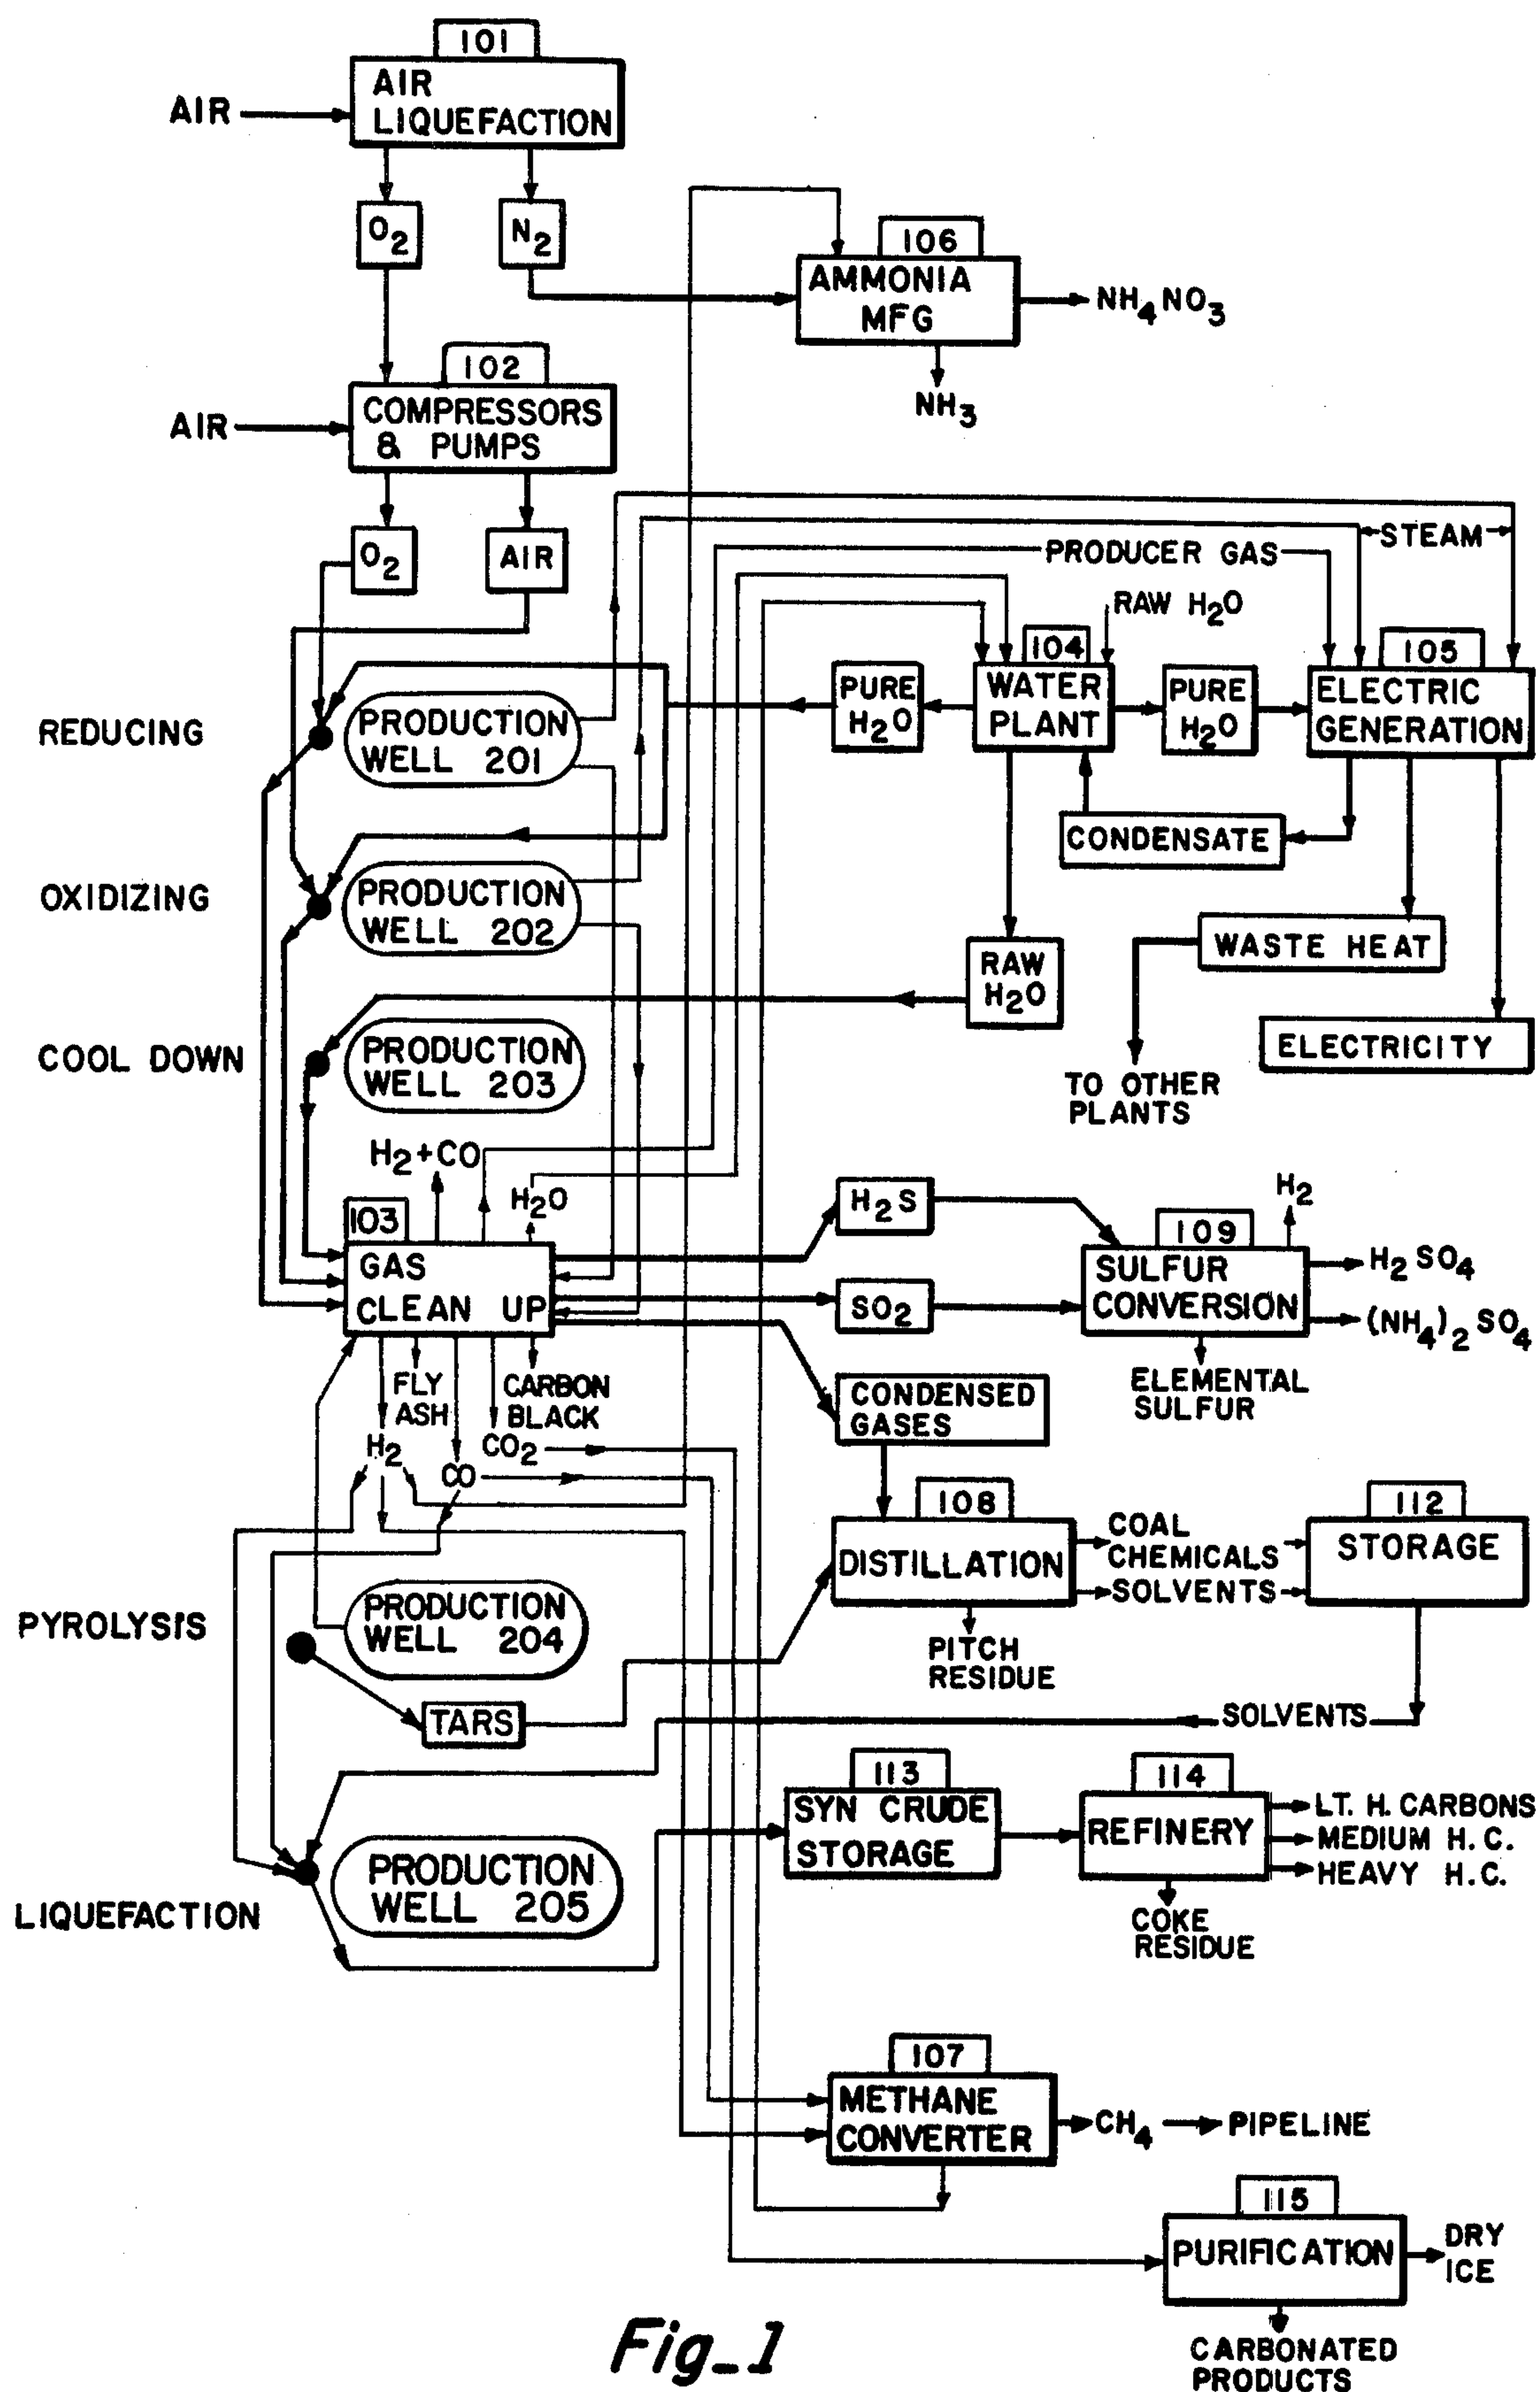 101
AIR
LIQUEFACTION
AIR
O2
N2
106
AMMONIA
MFG
NH4NO3
NH3
102
COMPRESSORS
& PUMPS
AIR
O2
AIR
STEAM
PRODUCER GAS
RAW H2O
104
WATER
PLANT
PURE
H2O
PURE
H2O
105
ELECTRIC
GENERATION
REDUCING
PRODUCTION
WELL 201
CONDENSATE
OXIDIZING
PRODUCTION
WELL 202
WASTE HEAT
RAW
H2O
ELECTRICITY
COOL DOWN
PRODUCTION
WELL 203
TO OTHER
PLANTS
H2+CO
H2O
103
GAS
CLEAN UP
H2S
H2
109
SULFUR
CONVERSION
H2SO4
SO2
(NH4)2SO4
FLY
ASH
CARBON
BLACK
ELEMENTAL
SULFUR
CONDENSED
GASES
H2
CO2
CO
108
DISTILLATION
COAL
CHEMICALS
SOLVENTS
112
STORAGE
PYROLYSIS
PRODUCTION
WELL 204
PITCH
RESIDUE
TARS
SOLVENTS
113
SYN CRUDE
STORAGE
114
REFINERY
LT. H. CARBONS
MEDIUM H.C.
HEAVY H.C.
LIQUEFACTION
PRODUCTION
WELL 205
COKE
RESIDUE
107
METHANE
CONVERTER
CH4
PIPELINE
115
PURIFICATION
DRY
ICE
CARBONATED
PRODUCTS
Fig_1